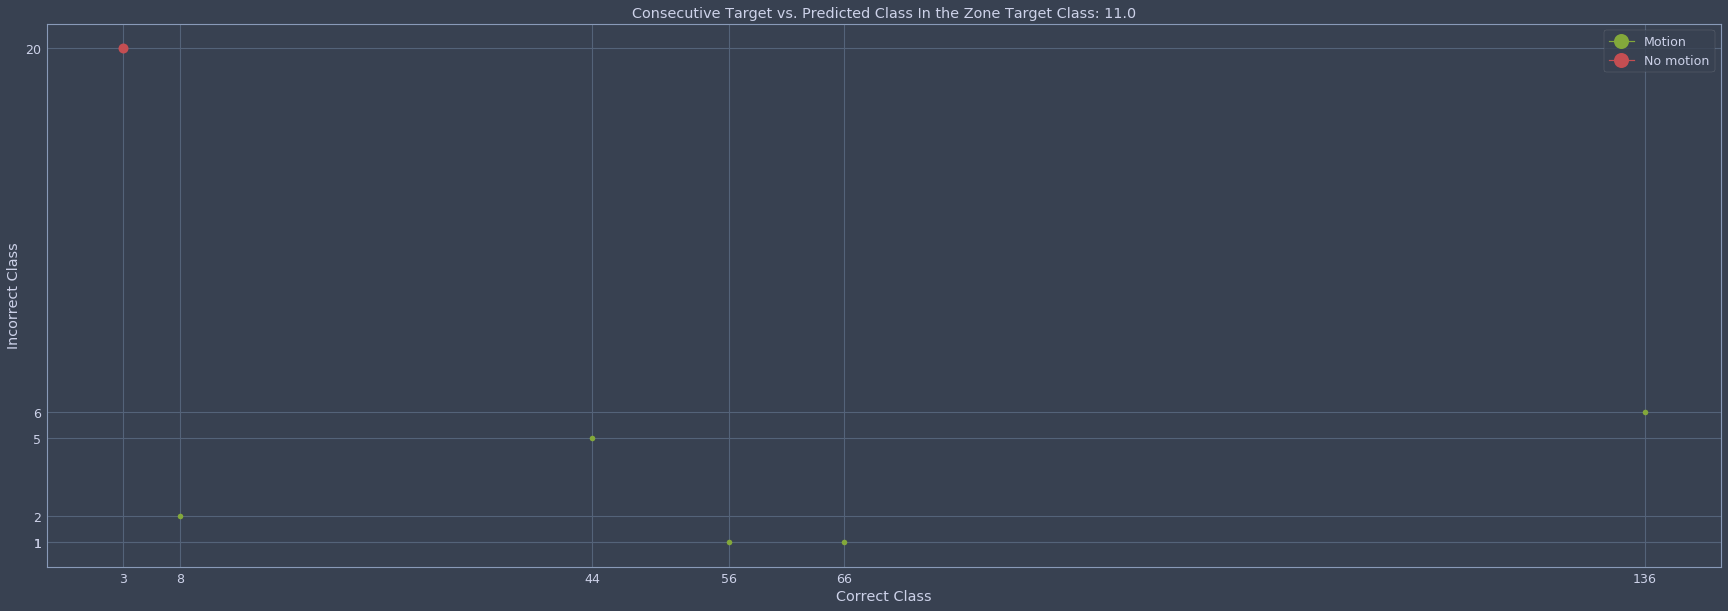 Consecutive Target vs. Predicted Class In the Zone Target Class: 11.0
Motion
No motion
Incorrect Class
20
6
5
2
1
3 8 44 56 66 136
Correct Class